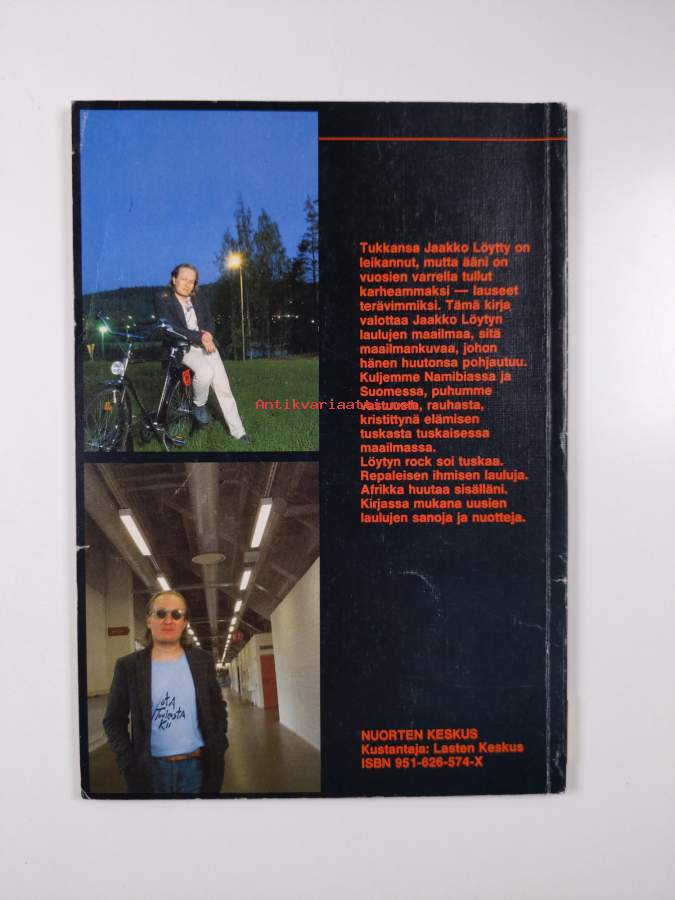 Tukkansa Jaakko Löytty on
leikannut, mutta ääni on
vuosien varrella tullut
karheammaksi — lauseet
terävimmiksi. Tämä kirja
valottaa Jaakko Löytyn
laulujen maailmaa, sitä
maailmankuvaa, johon
hänen huutonsa pohjautuu.
Kuljemme Namibiassa ja
Suomessa, puhumme
rauhasta,
kristittynä elämisen
tuskasta tuskaisessa
maailmassa.
Löytyn rock soi tuskaa.
Repaleisen ihmisen lauluja.
Afrikka huutaa sisälläni.
Kirjassa mukana uusien
laulujen sanoja ja nuotteja.
OTA
KII
NUORTEN KESKUS
Kustantaja: Lasten Keskus
ISBN 951-626-574-X